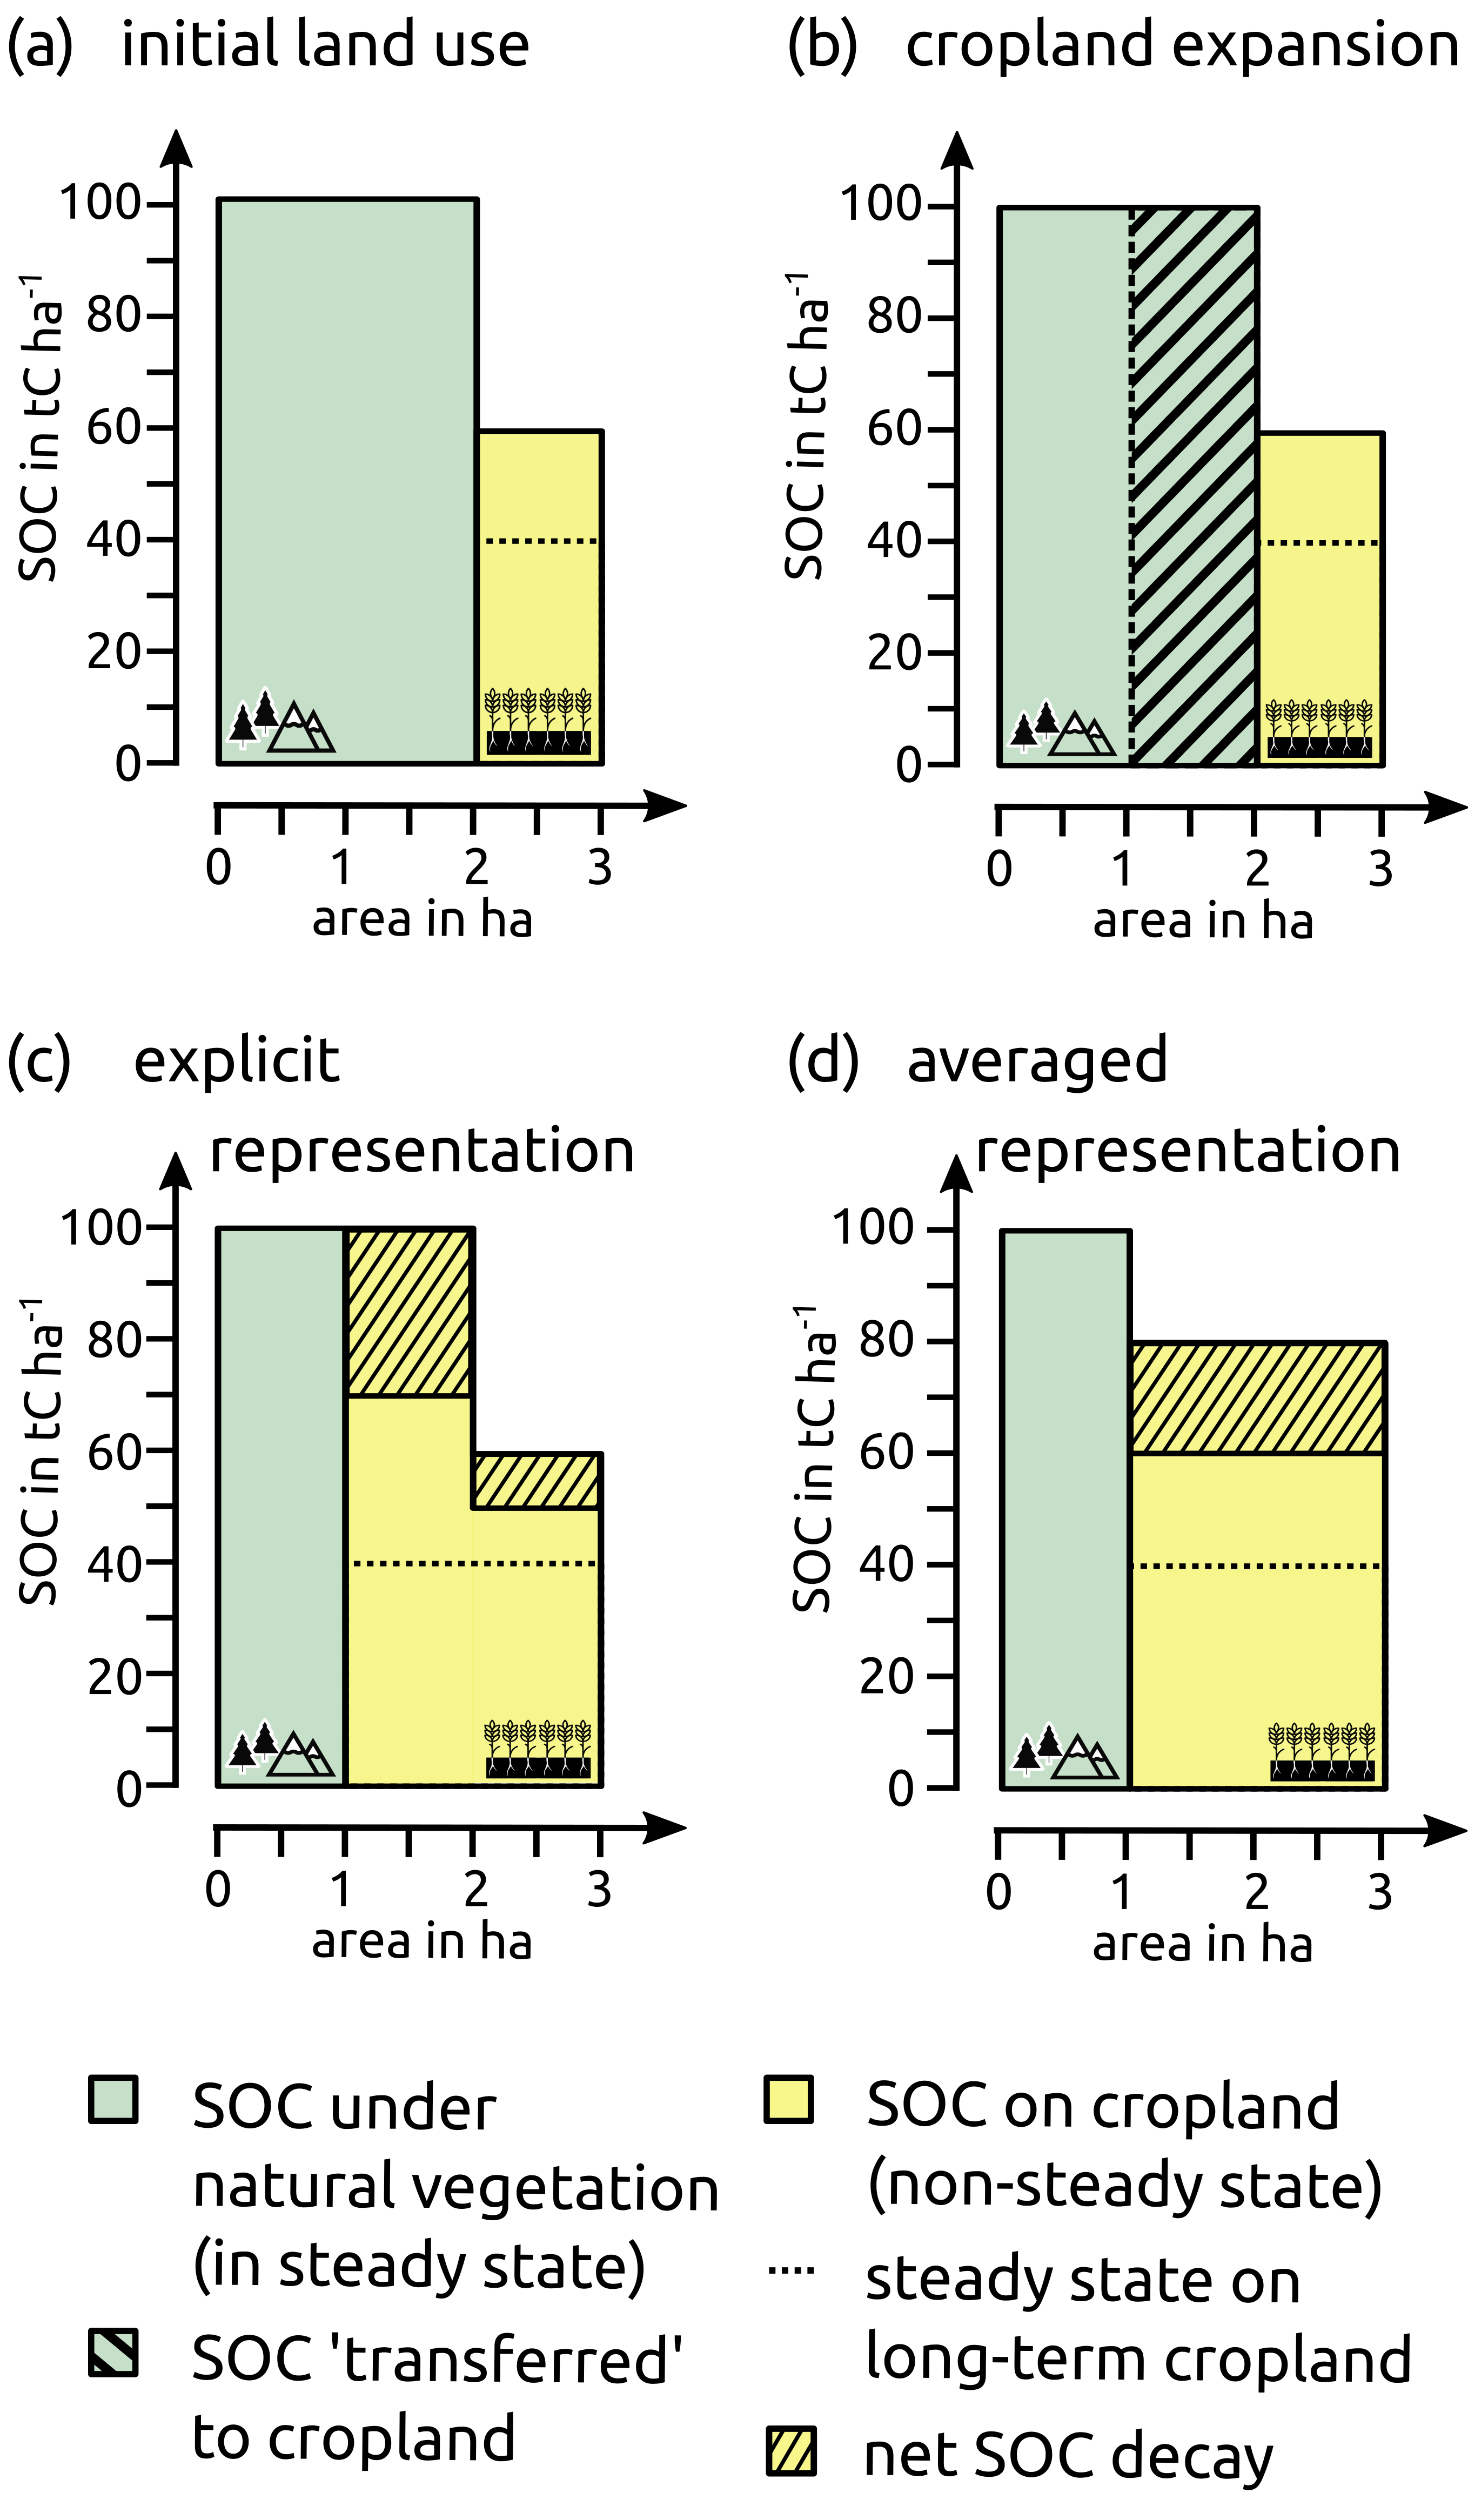 (a) initial land use
100
80
60
40
20
0
SOC in tC ha-1
0 1 2 3
area in ha
(b) cropland expansion
100
80
60
40
20
0
SOC in tC ha-1
0 1 2 3
area in ha
(c) explicit
representation
100
80
60
40
20
0
SOC in tC ha-1
0 1 2 3
area in ha
(d) averaged
representation
100
80
60
40
20
0
SOC in tC ha-1
0 1 2 3
area in ha
SOC under
natural vegetation
(in steady state)
SOC 'transferred'
to cropland
SOC on cropland
(non-steady state)
steady state on
long-term cropland
net SOC decay